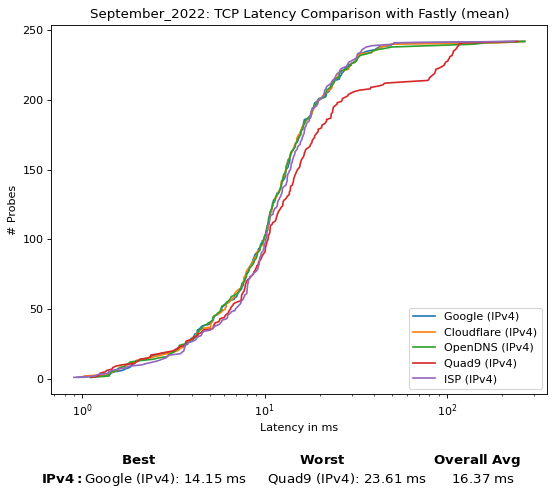 September_2022: TCP Latency Comparison with Fastly (mean)
250
200
150
100
50
0
# Probes
10⁰
10¹
10²
Latency in ms
Google (IPv4)
Cloudflare (IPv4)
OpenDNS (IPv4)
Quad9 (IPv4)
ISP (IPv4)
Best Worst Overall Avg
IPv4: Google (IPv4): 14.15 ms Quad9 (IPv4): 23.61 ms 16.37 ms